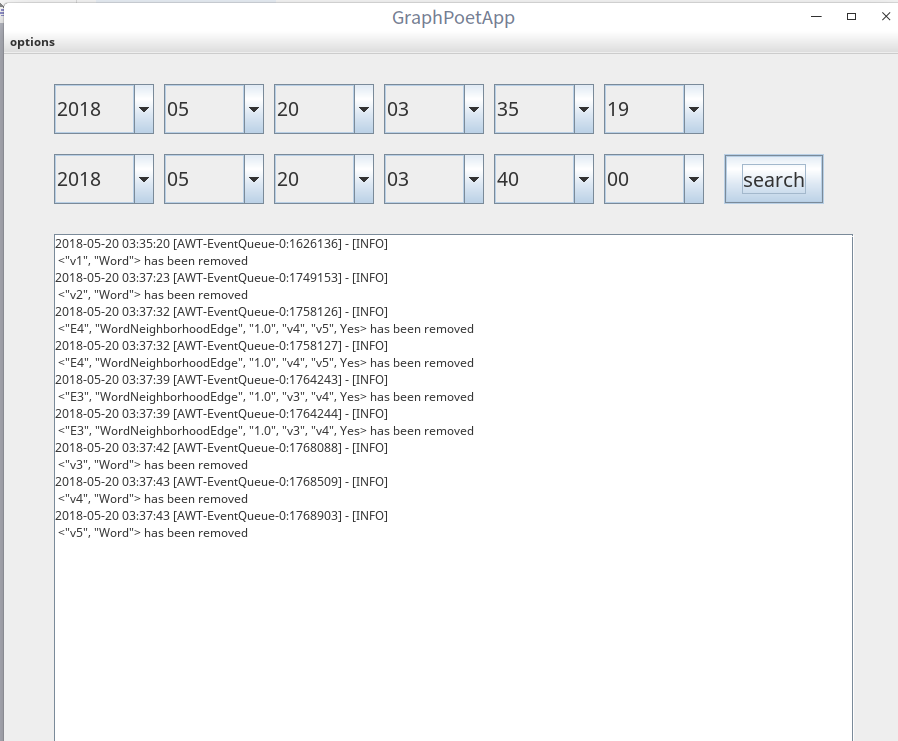 GraphPoetApp
options
2018 05 20 03 35 19
2018 05 20 03 40 00 search
2018-05-20 03:35:20 [AWT-EventQueue-0:1626136] - [INFO]
<"v1", "Word"> has been removed
2018-05-20 03:37:23 [AWT-EventQueue-0:1749153] - [INFO]
<"v2", "Word"> has been removed
2018-05-20 03:37:32 [AWT-EventQueue-0:1758126] - [INFO]
<"E4", "WordNeighborhoodEdge", "1.0", "v4", "v5", Yes> has been removed
2018-05-20 03:37:32 [AWT-EventQueue-0:1758127] - [INFO]
<"E4", "WordNeighborhoodEdge", "1.0", "v4", "v5", Yes> has been removed
2018-05-20 03:37:39 [AWT-EventQueue-0:1764243] - [INFO]
<"E3", "WordNeighborhoodEdge", "1.0", "v3", "v4", Yes> has been removed
2018-05-20 03:37:39 [AWT-EventQueue-0:1764244] - [INFO]
<"E3", "WordNeighborhoodEdge", "1.0", "v3", "v4", Yes> has been removed
2018-05-20 03:37:42 [AWT-EventQueue-0:1768088] - [INFO]
<"v3", "Word"> has been removed
2018-05-20 03:37:43 [AWT-EventQueue-0:1768509] - [INFO]
<"v4", "Word"> has been removed
2018-05-20 03:37:43 [AWT-EventQueue-0:1768903] - [INFO]
<"v5", "Word"> has been removed